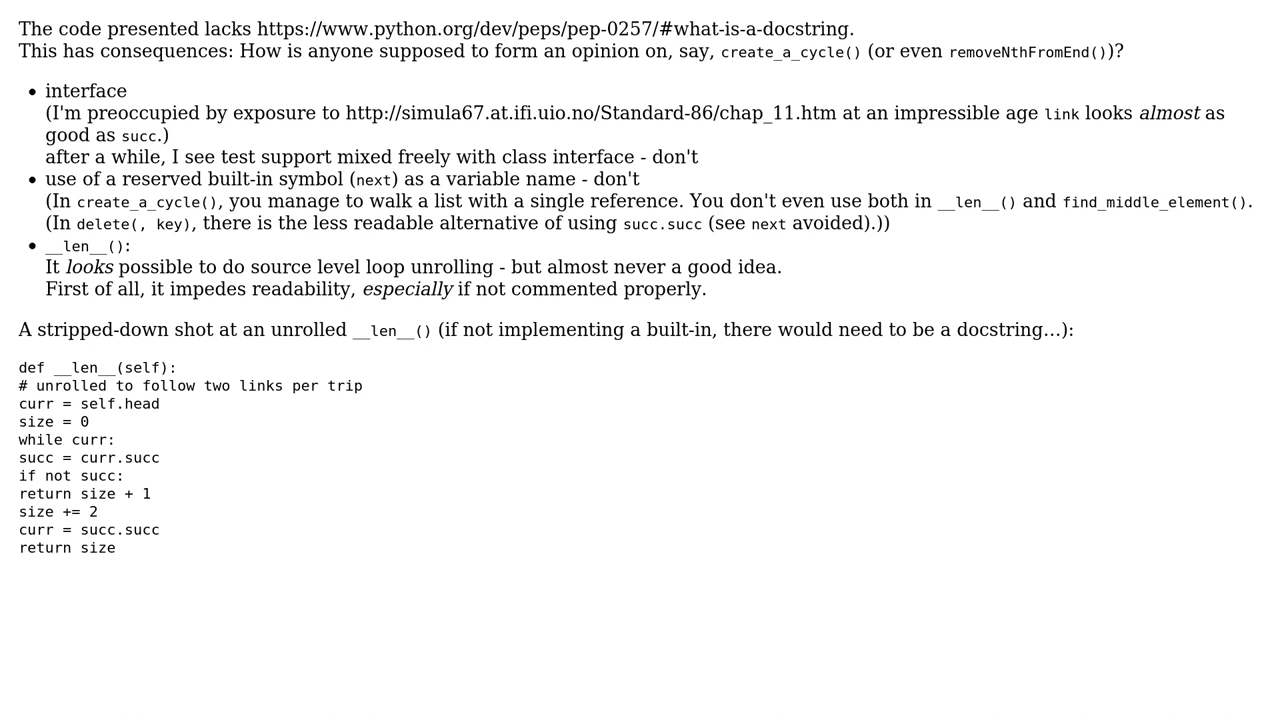 The code presented lacks https://www.python.org/dev/peps/pep-0257/#what-is-a-docstring.
This has consequences: How is anyone supposed to form an opinion on, say, create_a_cycle() (or even removeNthFromEnd())?
• interface
(I'm preoccupied by exposure to http://simula67.at.ifi.uio.no/Standard-86/chap_11.htm at an impressible age link looks almost as
good as succ.)
after a while, I see test support mixed freely with class interface - don't
• use of a reserved built-in symbol (next) as a variable name - don't
(In create_a_cycle(), you manage to walk a list with a single reference. You don't even use both in __len__() and find_middle_element().
(In delete(, key), there is the less readable alternative of using succ.succ (see next avoided).))
• __len__():
It looks possible to do source level loop unrolling - but almost never a good idea.
First of all, it impedes readability, especially if not commented properly.
A stripped-down shot at an unrolled __len__() (if not implementing a built-in, there would need to be a docstring…):
def __len__(self):
# unrolled to follow two links per trip
curr = self.head
size = 0
while curr:
succ = curr.succ
if not succ:
return size + 1
size += 2
curr = succ.succ
return size